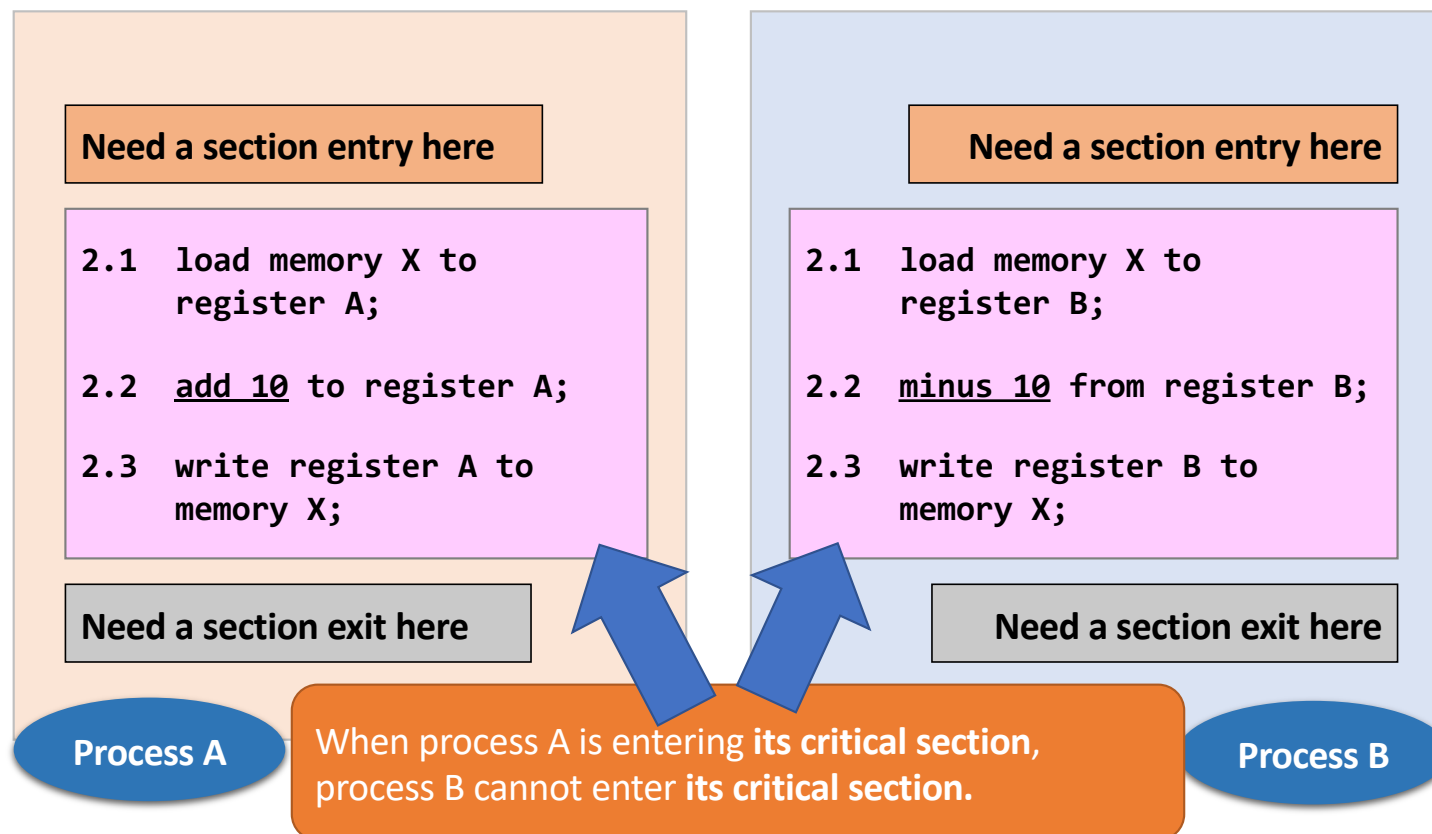 Need a section entry here
2.1 load memory X to
register A;
2.2 add 10 to register A;
2.3 write register A to
memory X;
Need a section exit here
Process A
Need a section entry here
2.1 load memory X to
register B;
2.2 minus 10 from register B;
2.3 write register B to
memory X;
Need a section exit here
Process B
When process A is entering its critical section,
process B cannot enter its critical section.